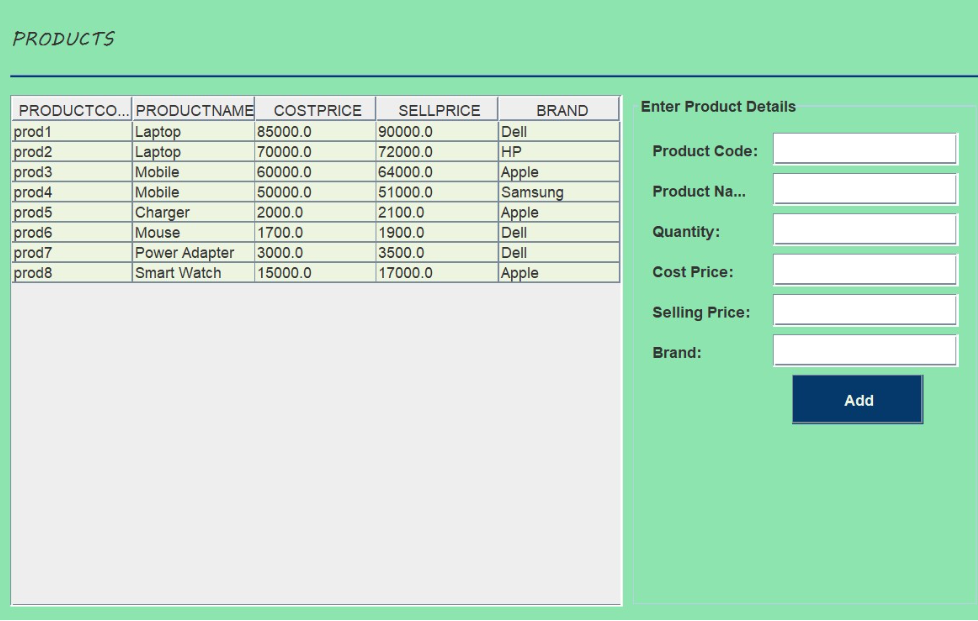 PRODUCTS
PRODUCTCO... PRODUCTNAME COSTPRICE SELLPRICE BRAND
prod1 Laptop 85000.0 90000.0 Dell
prod2 Laptop 70000.0 72000.0 HP
prod3 Mobile 60000.0 64000.0 Apple
prod4 Mobile 50000.0 51000.0 Samsung
prod5 Charger 2000.0 2100.0 Apple
prod6 Mouse 1700.0 1900.0 Dell
prod7 Power Adapter 3000.0 3500.0 Dell
prod8 Smart Watch 15000.0 17000.0 Apple
Enter Product Details
Product Code:
Product Na...
Quantity:
Cost Price:
Selling Price:
Brand:
Add